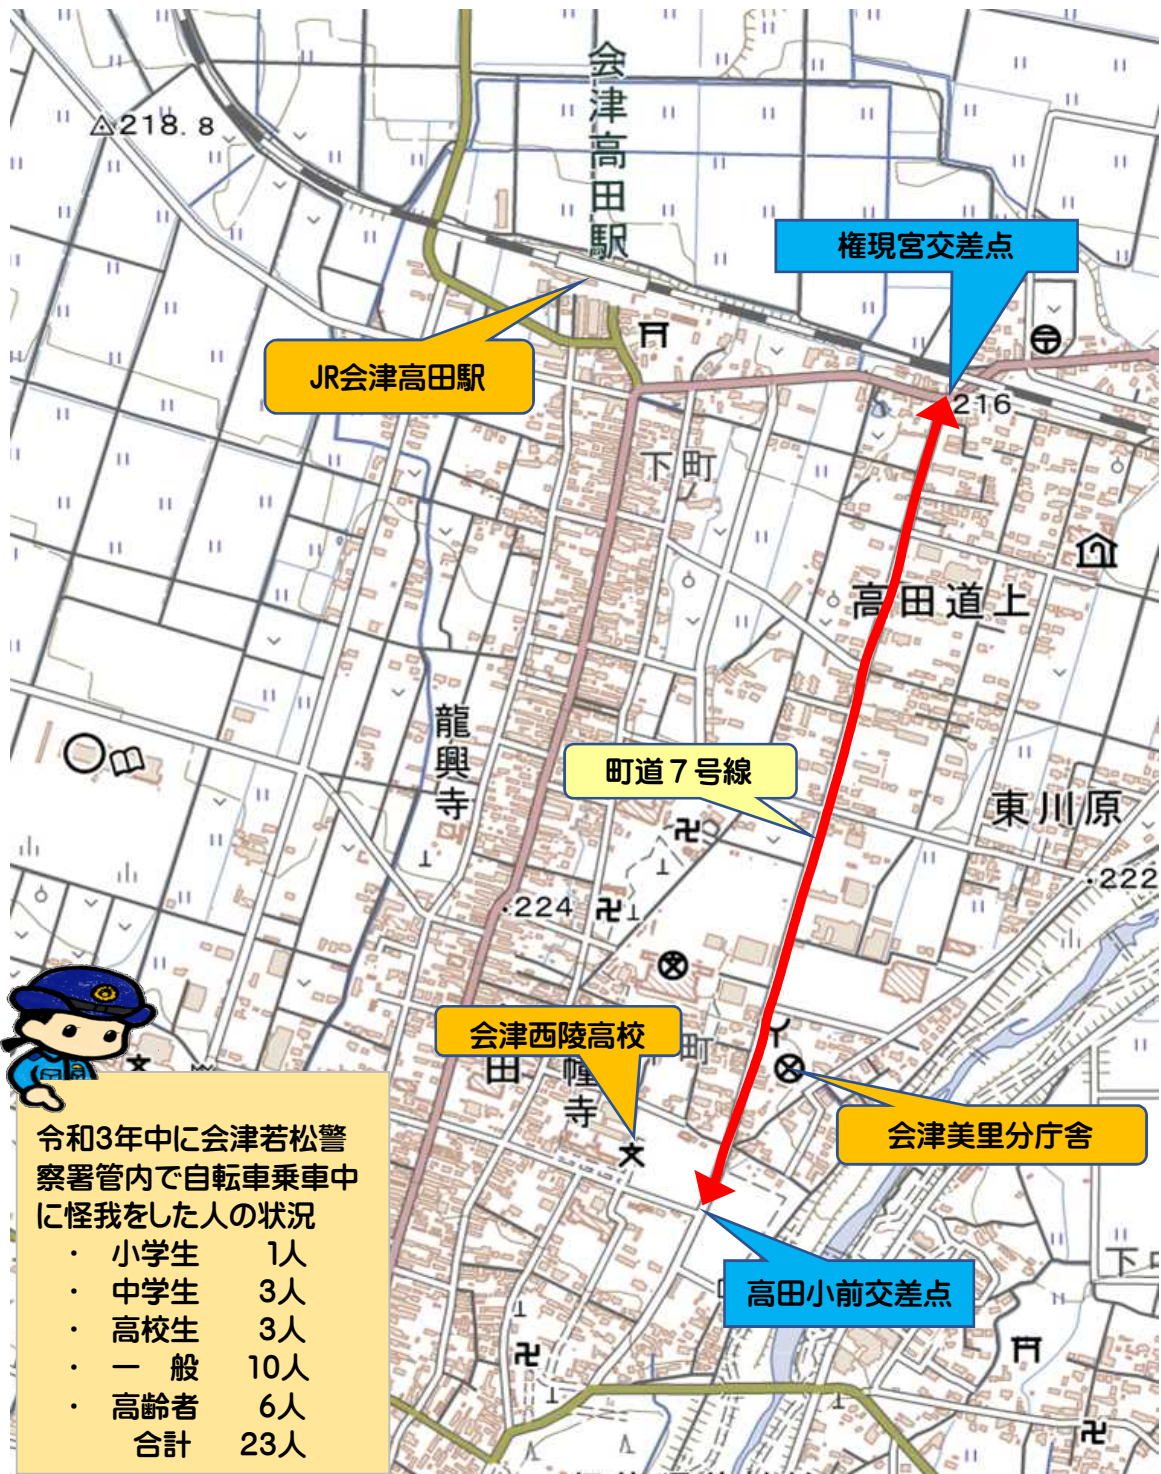 会津高田駅
218.8
権現宮交差点
JR会津高田駅
216
下町
高田道上
龍興寺
町道７号線
東川原
222
224
会津西陵高校
町
田
幢寺
会津美里分庁舎
令和3年中に会津若松警
察署管内で自転車乗車中
に怪我をした人の状況
・ 小学生 1人
・ 中学生 3人
・ 高校生 3人
・ 一 般 10人
・ 高齢者 6人
合計 23人
高田小前交差点
下